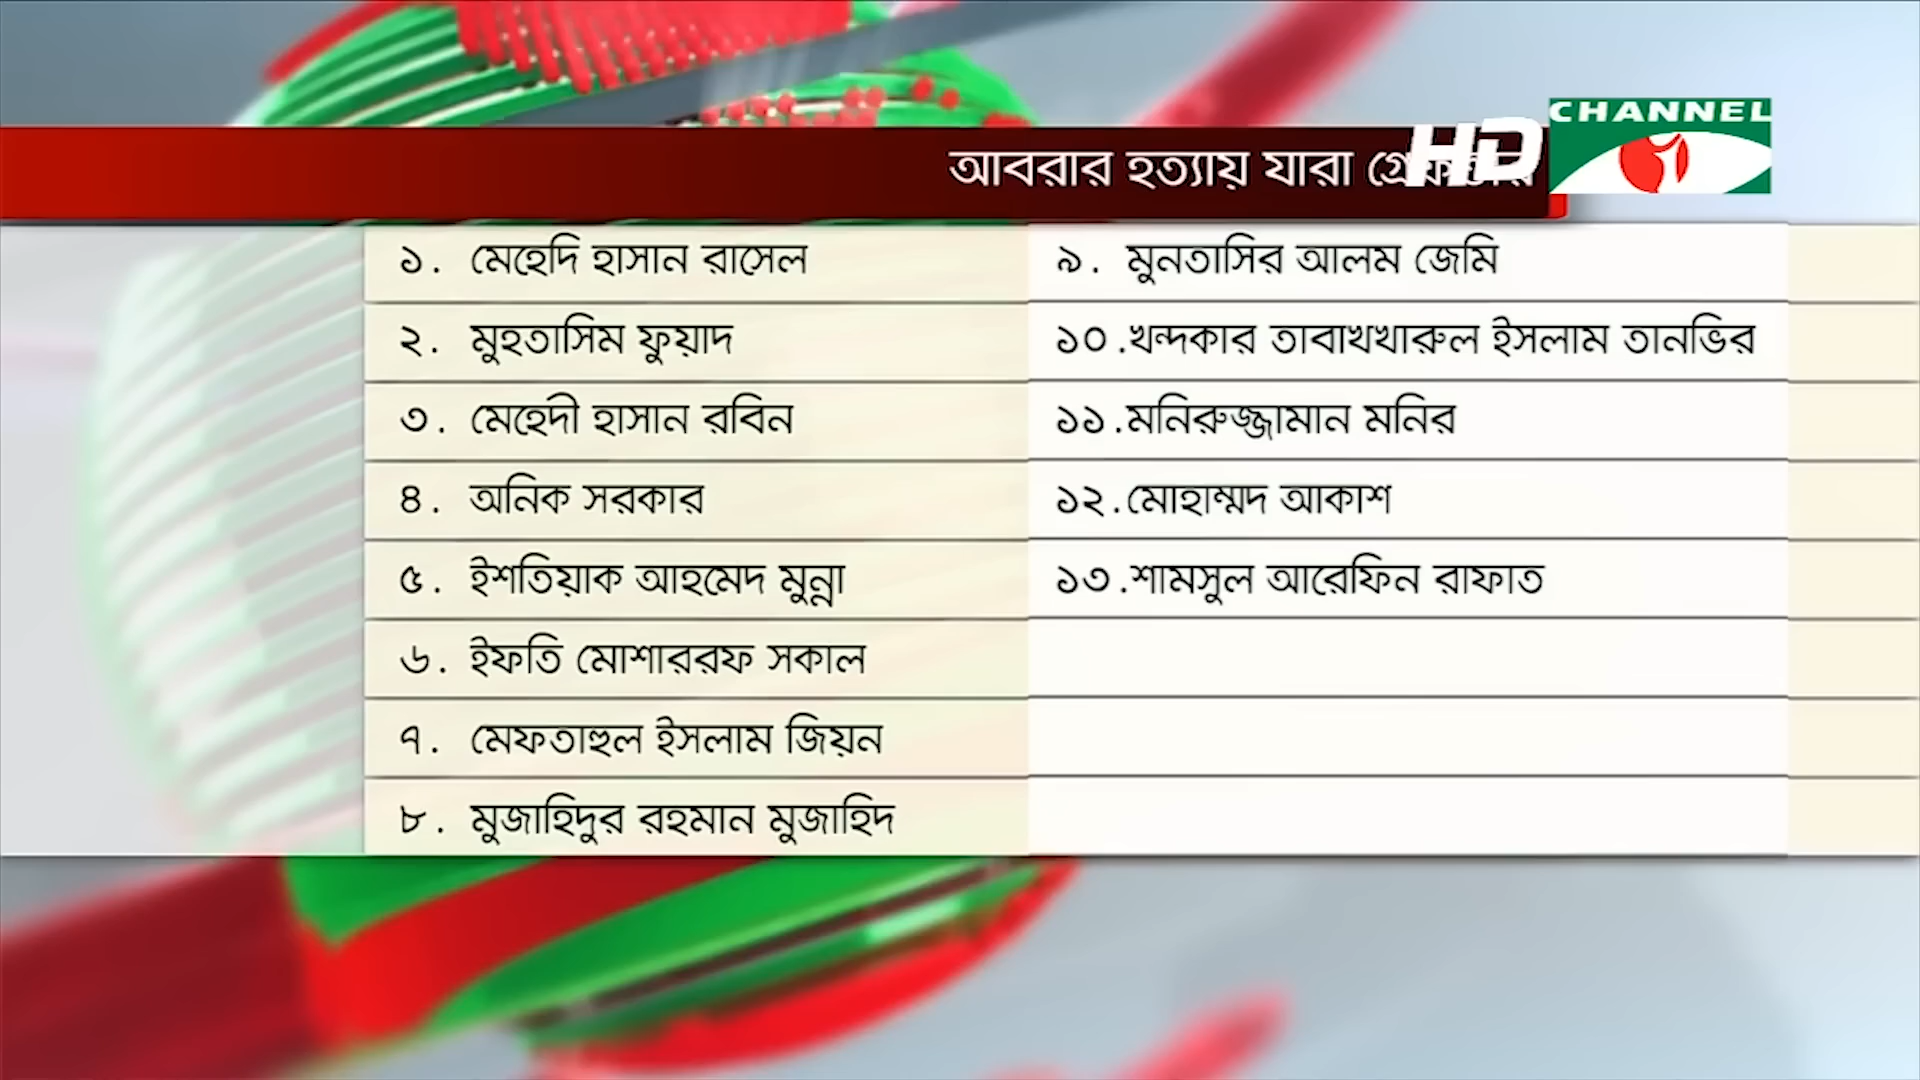 CHANNEL
HD
আবরার হত্যায় যারা
১. মেহেদি হাসান রাসেল
২. মুহতাসিম ফুয়াদ
৩. মেহেদী হাসান রবিন
৪. অনিক সরকার
৫. ইশতিয়াক আহমেদ মুন্না
৬. ইফতি মোশাররফ সকাল
৭. মেফতাহুল ইসলাম জিয়ন
৮. মুজাহিদুর রহমান মুজাহিদ
৯. মুনতাসির আলম জেমি
১০.খন্দকার তাবাখখারুল ইসলাম তানভির
১১.মনিরুজ্জামান মনির
১২.মোহাম্মদ আকাশ
১৩.শামসুল আরেফিন রাফাত